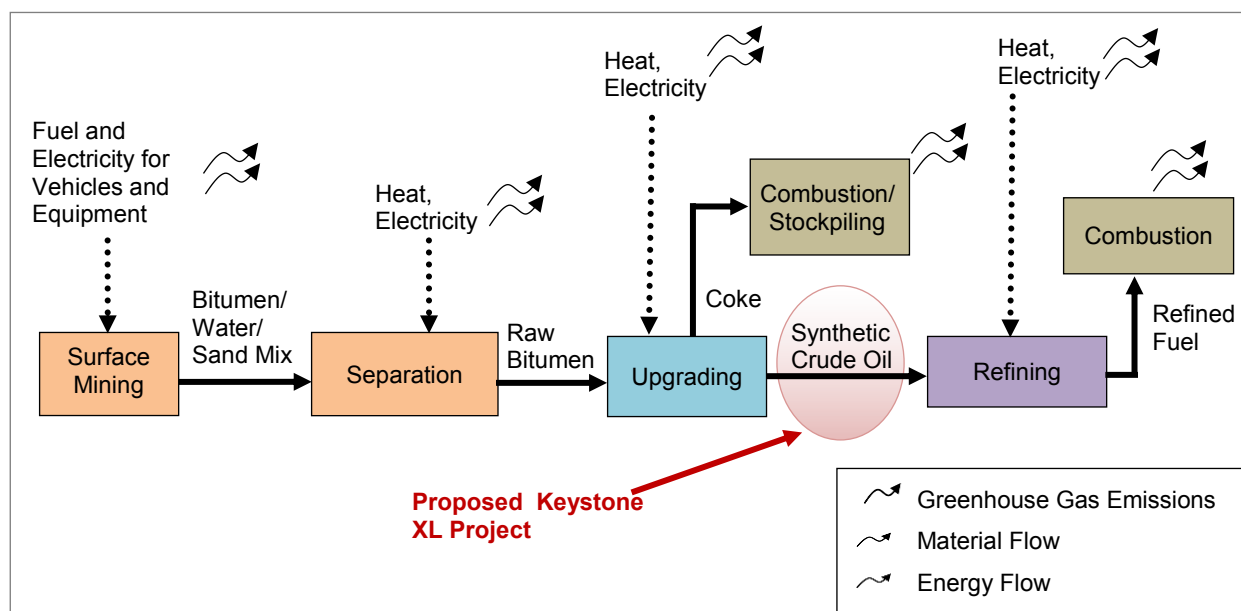 Fuel and
Electricity for
Vehicles and
Equipment
Heat,
Electricity
Heat,
Electricity
Heat,
Electricity
Combustion/
Stockpiling
Combustion
Bitumen/
Water/
Sand Mix
Raw
Bitumen
Coke
Synthetic
Crude Oil
Refined
Fuel
Surface
Mining
Separation
Upgrading
Refining
Proposed Keystone
XL Project
Greenhouse Gas Emissions
Material Flow
Energy Flow